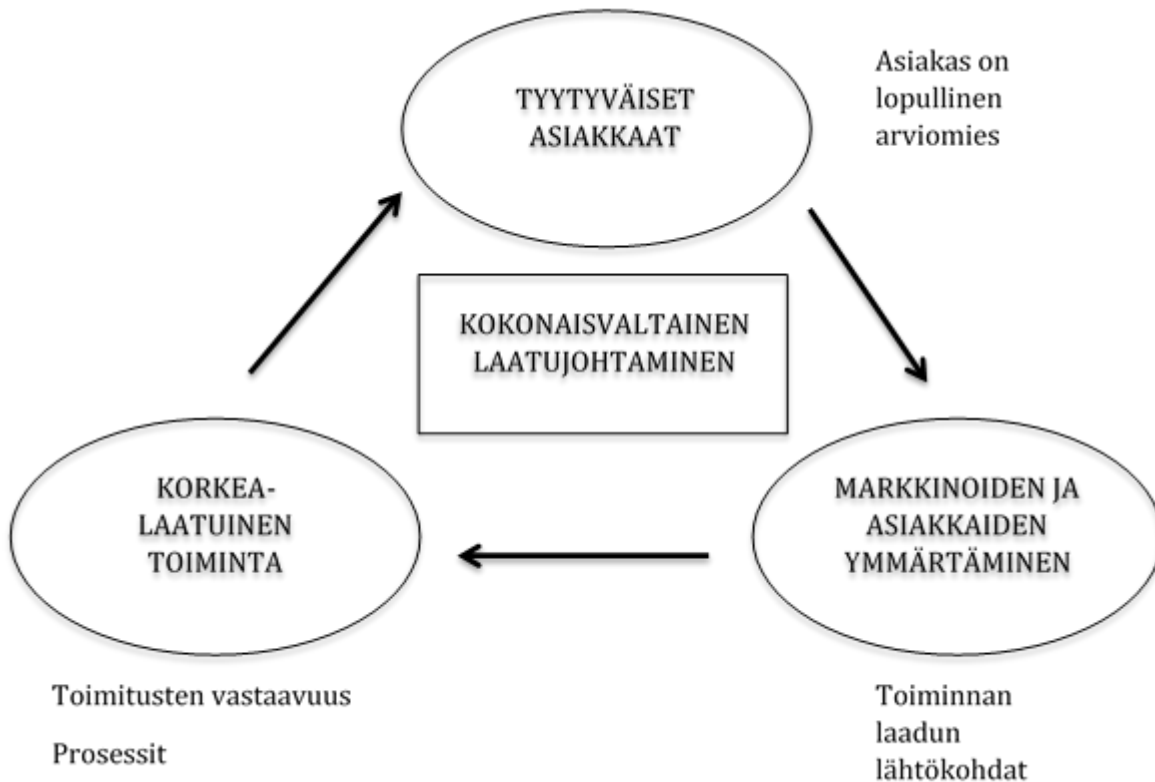 TYYTYVÄISET
ASIAKKAAT
Asiakas on
lopullinen
arviomies
KOKONAISVALTAINEN
LAATUJOHTAMINEN
KORKEA-
LAATUINEN
TOIMINTA
MARKKINOIDEN JA
ASIAKKAIDEN
YMMÄRTÄMINEN
Toimitusten vastaavuus
Prosessit
Toiminnan
laadun
lähtökohdat